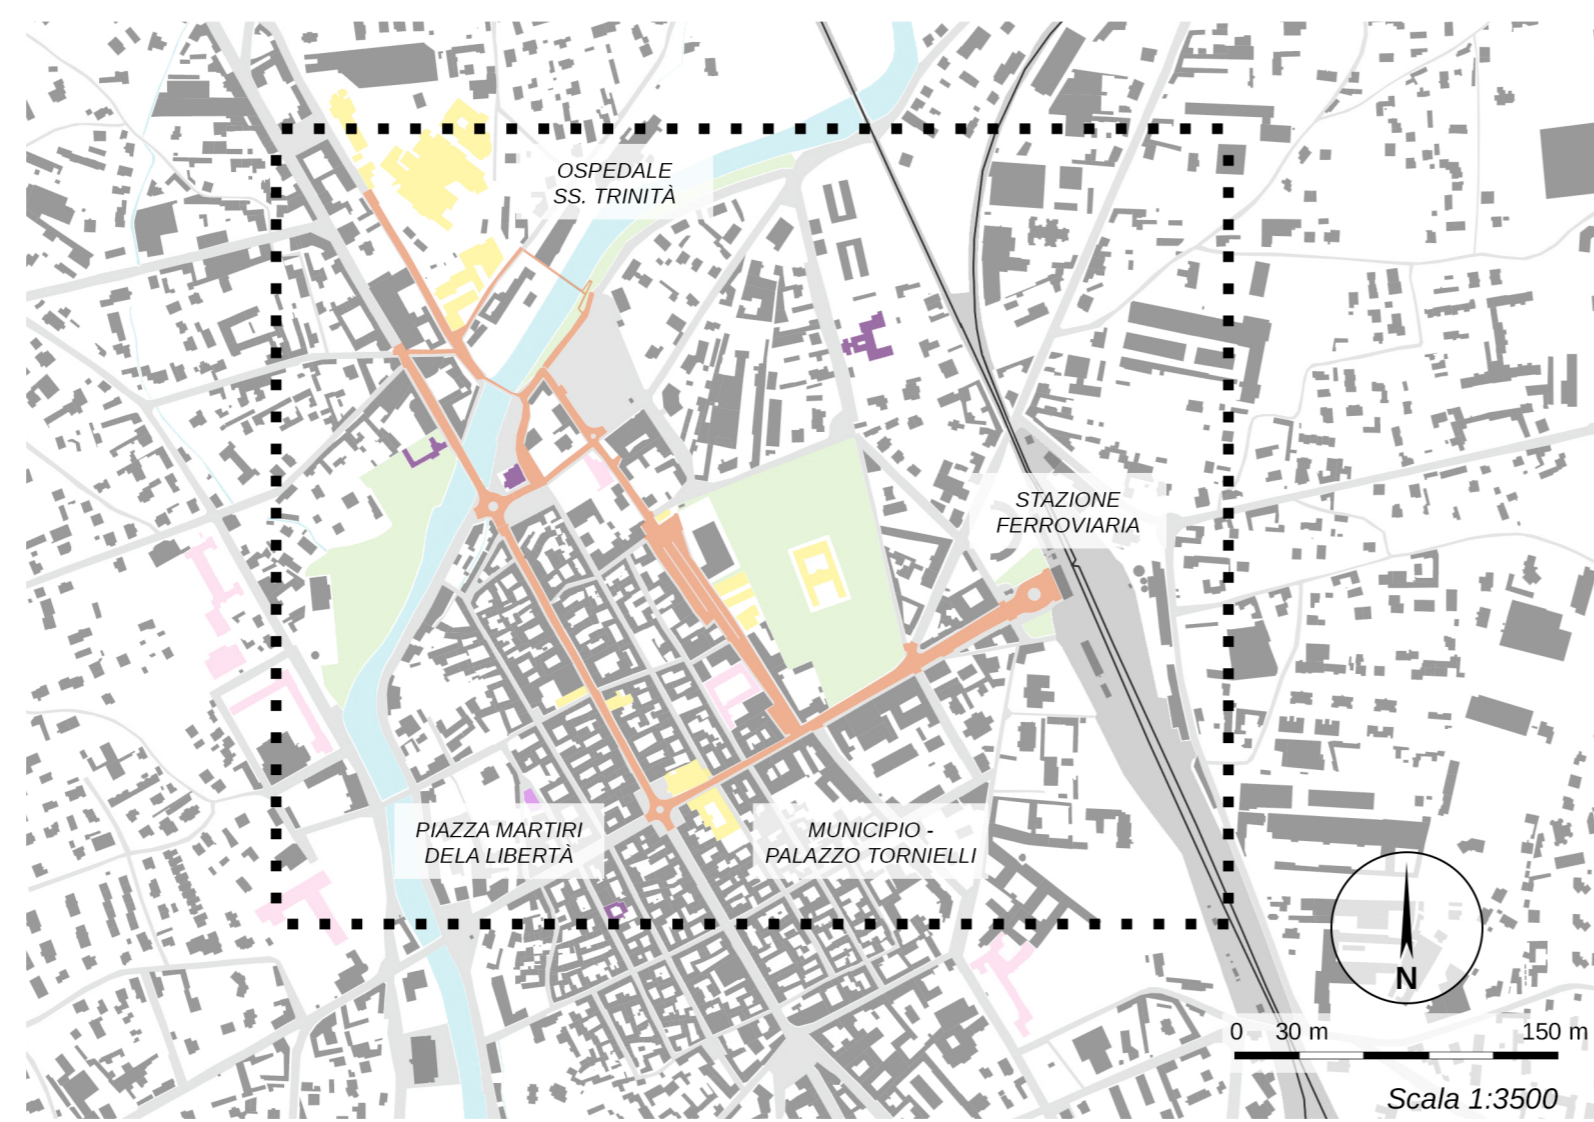 OSPEDALE
SS. TRINITÀ
STAZIONE
FERROVIARIA
PIAZZA MARTIRI
DELA LIBERTÀ
MUNICIPIO -
PALAZZO TORNIELLI
N
0 30 m 150 m
Scala 1:3500